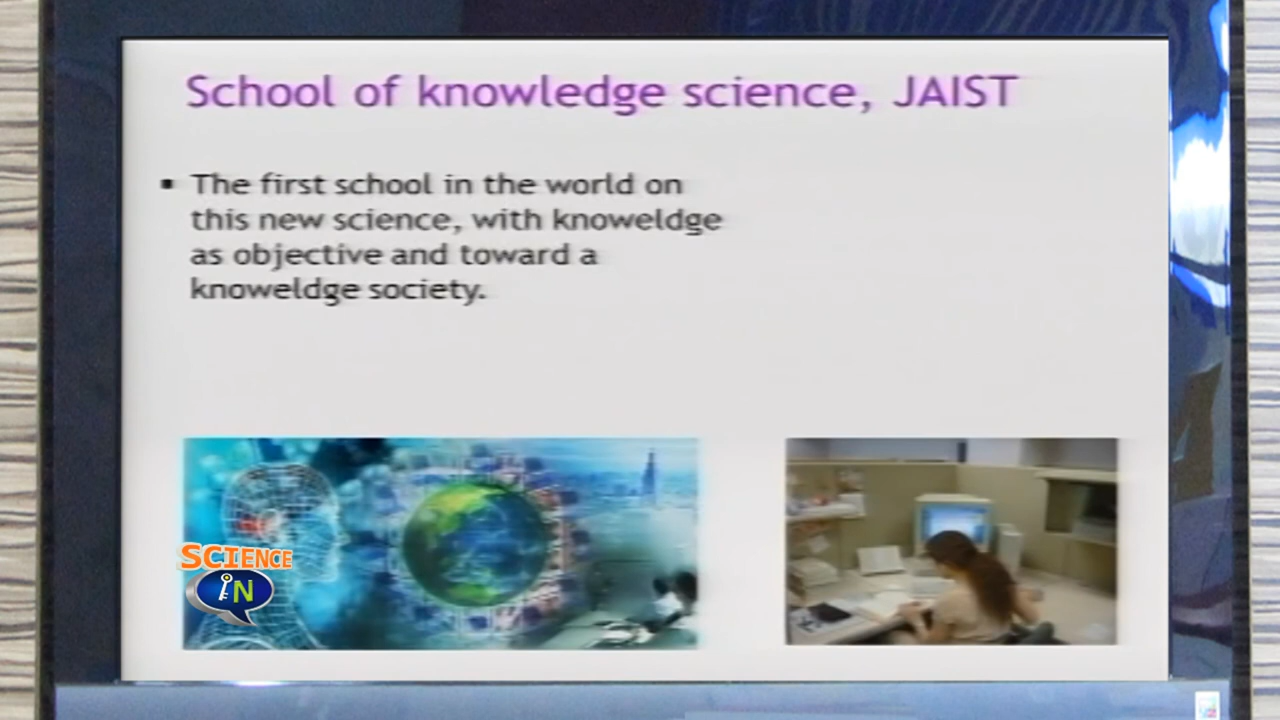 School of knowledge science, JAIST
▪ The first school in the world on
this new science, with knoweldge
as objective and toward a
knoweldge society.
SCIENCE
iN